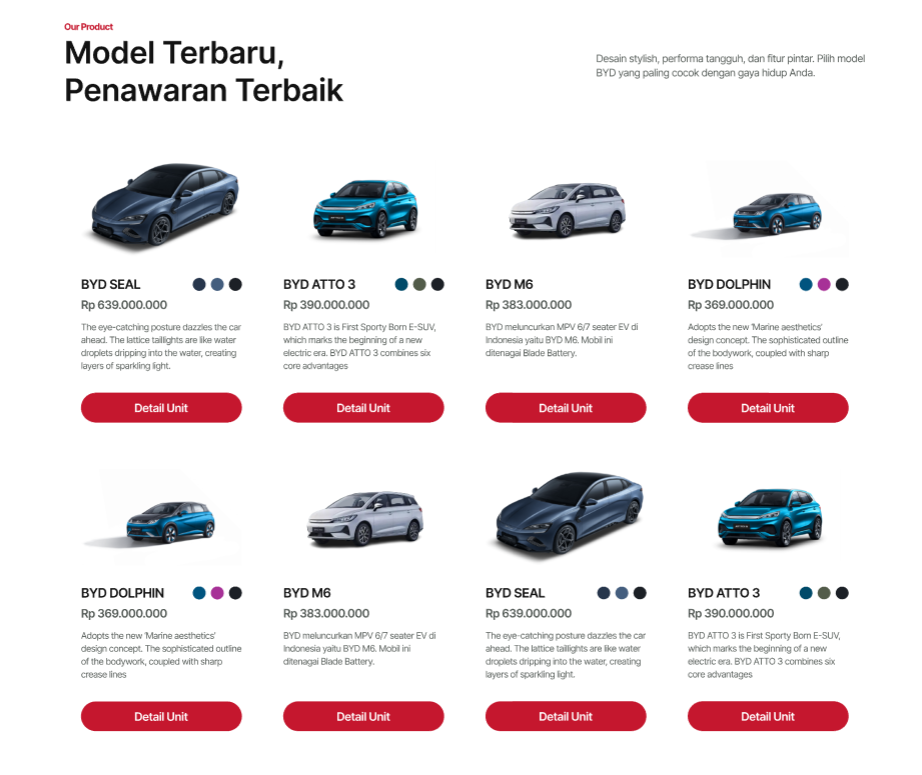 Our Product
Model Terbaru,
Penawaran Terbaik
Desain stylish, performa tangguh, dan fitur pintar. Pilih model
BYD yang paling cocok dengan gaya hidup Anda.
BYD SEAL
Rp 639.000.000
The eye-catching posture dazzles the car
ahead. The lattice taillights are like water
droplets dripping into the water, creating
layers of sparkling light.
Detail Unit
BYD ATTO 3
Rp 390.000.000
BYD ATTO 3 is First Sporty Born E-SUV,
which marks the beginning of a new
electric era. BYD ATTO 3 combines six
core advantages
Detail Unit
BYD M6
Rp 383.000.000
BYD meluncurkan MPV 6/7 seater EV di
Indonesia yaitu BYD M6. Mobil ini
ditenagai Blade Battery.
Detail Unit
BYD DOLPHIN
Rp 369.000.000
Adopts the new 'Marine aesthetics'
design concept. The sophisticated outline
of the bodywork, coupled with sharp
crease lines
Detail Unit
BYD DOLPHIN
Rp 369.000.000
Adopts the new 'Marine aesthetics'
design concept. The sophisticated outline
of the bodywork, coupled with sharp
crease lines
Detail Unit
BYD M6
Rp 383.000.000
BYD meluncurkan MPV 6/7 seater EV di
Indonesia yaitu BYD M6. Mobil ini
ditenagai Blade Battery.
Detail Unit
BYD SEAL
Rp 639.000.000
The eye-catching posture dazzles the car
ahead. The lattice taillights are like water
droplets dripping into the water, creating
layers of sparkling light.
Detail Unit
BYD ATTO 3
Rp 390.000.000
BYD ATTO 3 is First Sporty Born E-SUV,
which marks the beginning of a new
electric era. BYD ATTO 3 combines six
core advantages
Detail Unit